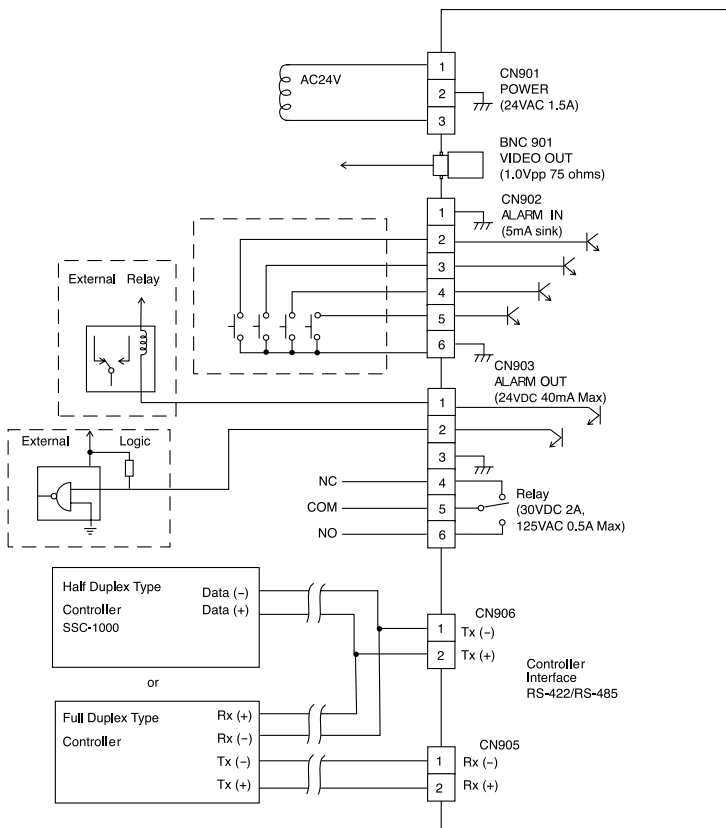 1
AC24V
CN901
POWER
2
(24VAC 1.5A)
3
BNC 901
VIDEO OUT
(1.0Vpp 75 ohms)
CN902
1
ALARM IN
(5mA sink)
2
3
External Relay
4
5
6
CN903
ALARM OUT
(24VDC 40mA Max)
1
External Logic
2
3
NC
4
Relay
COM
5
(30VDC 2A,
NO
6
125VAC 0.5A Max)
Half Duplex Type
Controller
SSC-1000
Data (-)
Data (+)
CN906
1
Tx (-)
2
Tx (+)
Controller
Interface
RS-422/RS-485
or
Full Duplex Type
Controller
Rx (+)
Rx (-)
Tx (-)
Tx (+)
CN905
1
Rx (-)
2
Rx (+)